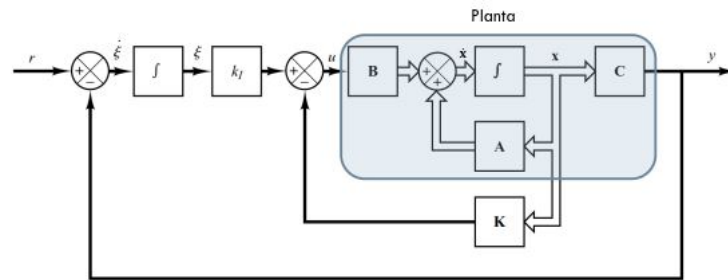 Planta
r
+
−
ξ̇
∫
ξ
k_I
+
−
u
B
+
+
ẋ
∫
x
C
y
A
K